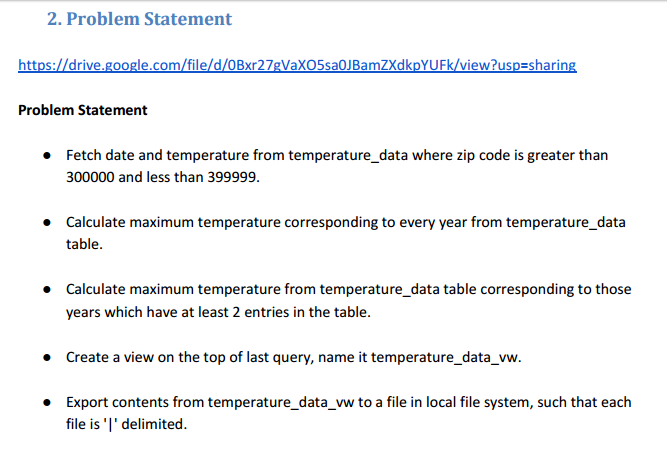 2. Problem Statement
https://drive.google.com/file/d/0Bxr27gVaXO5sa0JBamZXdkpYUFk/view?usp=sharing
Problem Statement
● Fetch date and temperature from temperature_data where zip code is greater than
300000 and less than 399999.
● Calculate maximum temperature corresponding to every year from temperature_data
table.
● Calculate maximum temperature from temperature_data table corresponding to those
years which have at least 2 entries in the table.
● Create a view on the top of last query, name it temperature_data_vw.
● Export contents from temperature_data_vw to a file in local file system, such that each
file is '|' delimited.